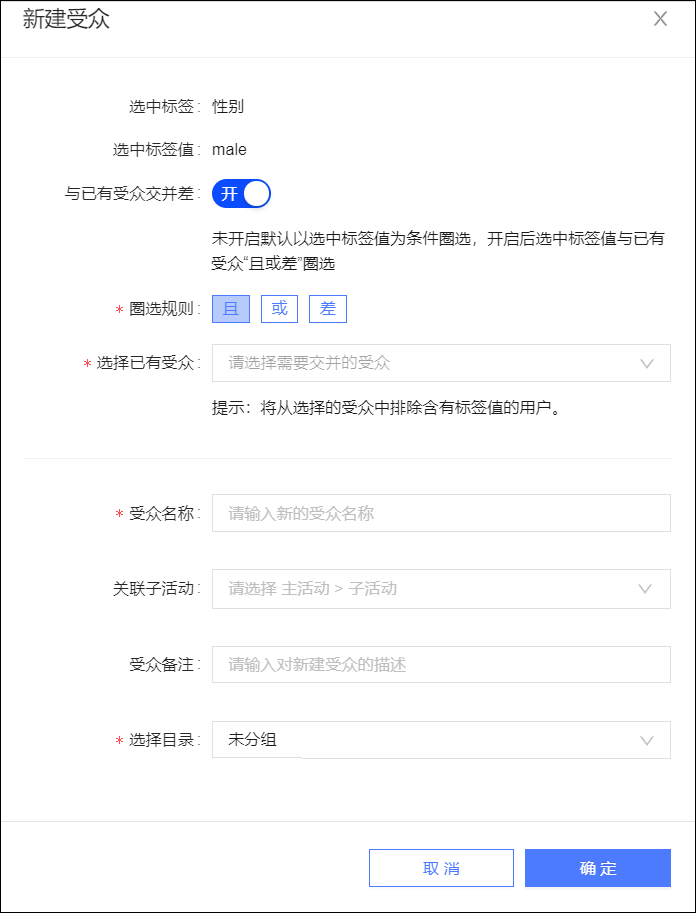 新建受众
选中标签: 性别
选中标签值: male
与已有受众交并差: 开
未开启默认以选中标签值为条件圈选，开启后选中标签值与已有
受众“且或差”圈选
* 圈选规则: 且 或 差
* 选择已有受众: 请选择需要交并的受众
提示：将从选择的受众中排除含有标签值的用户。
* 受众名称: 请输入新的受众名称
关联子活动: 请选择 主活动 > 子活动
受众备注: 请输入对新建受众的描述
* 选择目录: 未分组
取消 确定